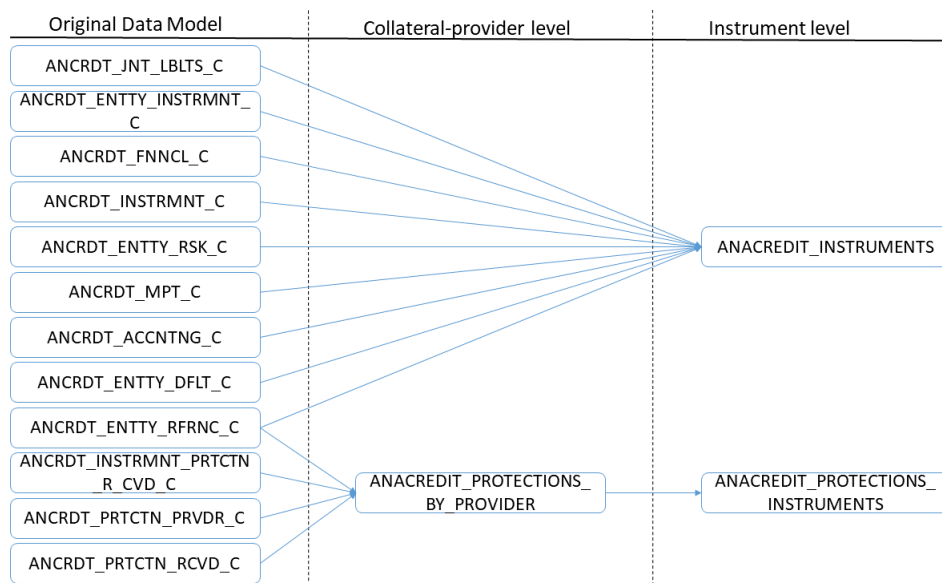 Original Data Model
Collateral-provider level
Instrument level
ANCRDT_JNT_LBLTS_C
ANCRDT_ENTTY_INSTRMNT_
C
ANCRDT_FNNCL_C
ANCRDT_INSTRMNT_C
ANCRDT_ENTTY_RSK_C
ANCRDT_MPT_C
ANCRDT_ACCNTNG_C
ANCRDT_ENTTY_DFLT_C
ANCRDT_ENTTY_RFRNC_C
ANCRDT_INSTRMNT_PRTCTN
_R_CVD_C
ANCRDT_PRTCTN_PRVDR_C
ANCRDT_PRTCTN_RCVD_C
ANACREDIT_PROTECTIONS_
BY_PROVIDER
ANACREDIT_INSTRUMENTS
ANACREDIT_PROTECTIONS_
INSTRUMENTS